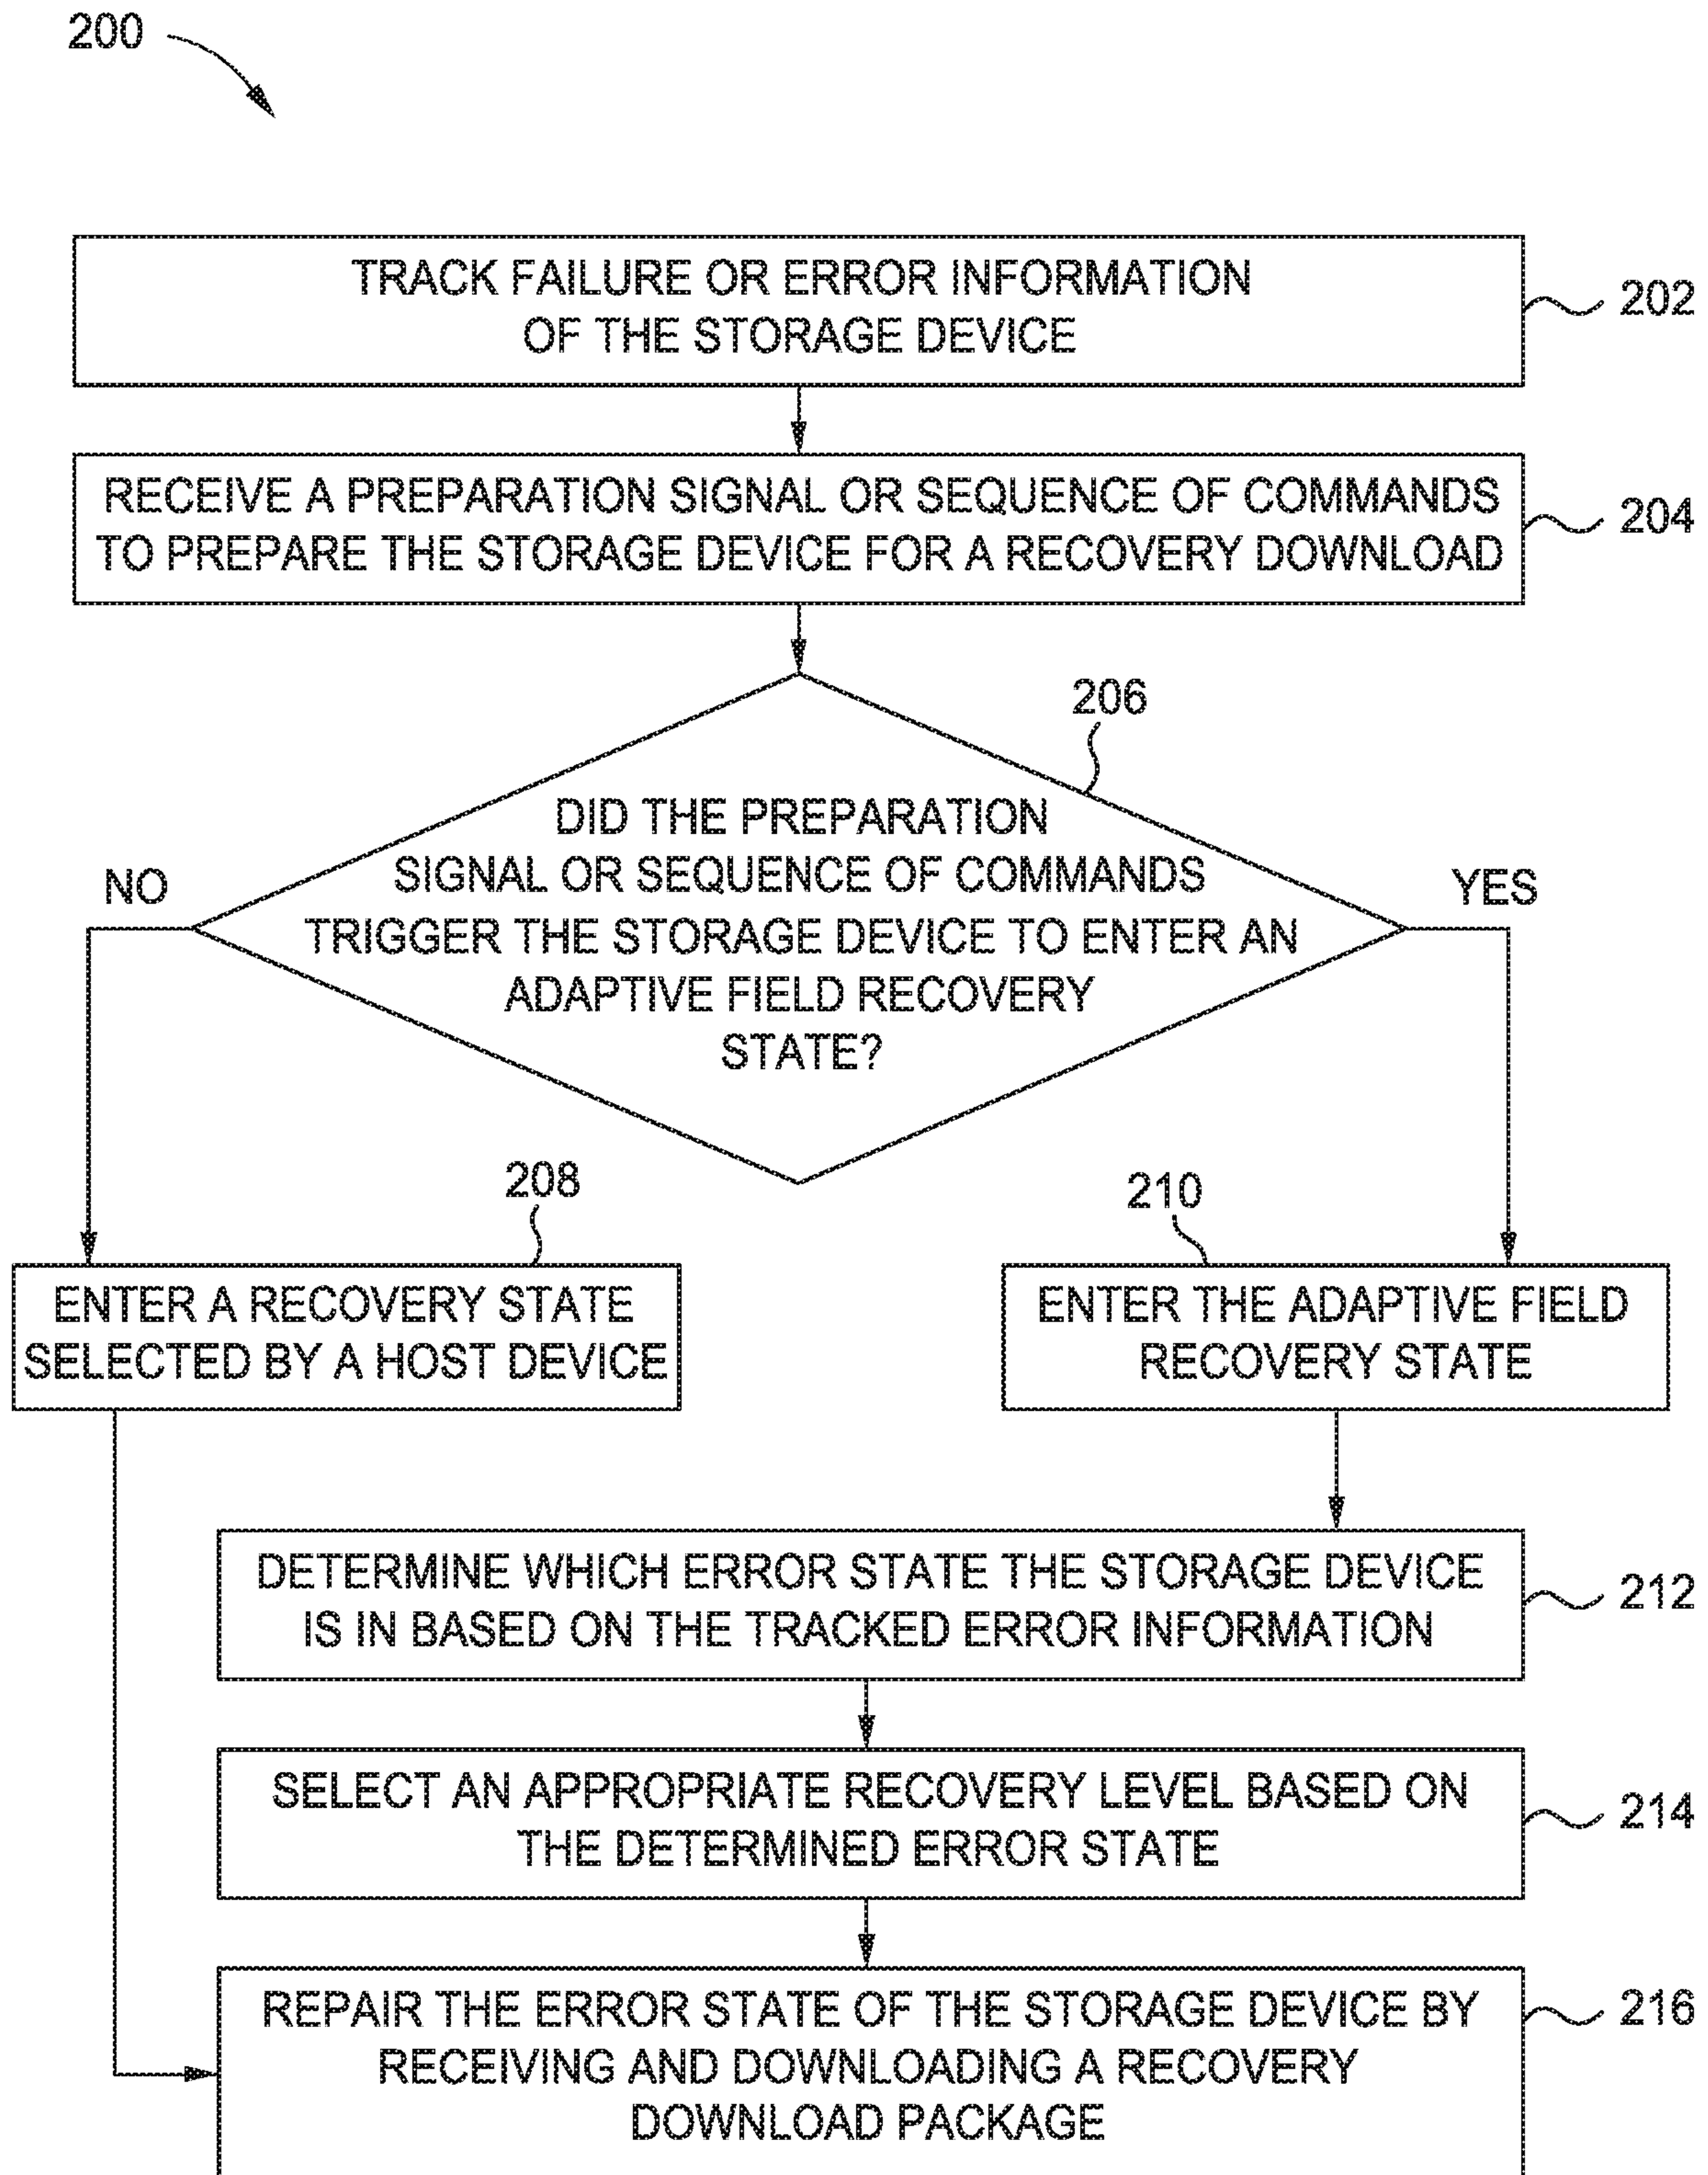 200
TRACK FAILURE OR ERROR INFORMATION
OF THE STORAGE DEVICE
202
RECEIVE A PREPARATION SIGNAL OR SEQUENCE OF COMMANDS
TO PREPARE THE STORAGE DEVICE FOR A RECOVERY DOWNLOAD
204
206
DID THE PREPARATION
SIGNAL OR SEQUENCE OF COMMANDS
TRIGGER THE STORAGE DEVICE TO ENTER AN
ADAPTIVE FIELD RECOVERY
STATE?
NO
YES
208
ENTER A RECOVERY STATE
SELECTED BY A HOST DEVICE
210
ENTER THE ADAPTIVE FIELD
RECOVERY STATE
DETERMINE WHICH ERROR STATE THE STORAGE DEVICE
IS IN BASED ON THE TRACKED ERROR INFORMATION
212
SELECT AN APPROPRIATE RECOVERY LEVEL BASED ON
THE DETERMINED ERROR STATE
214
REPAIR THE ERROR STATE OF THE STORAGE DEVICE BY
RECEIVING AND DOWNLOADING A RECOVERY
DOWNLOAD PACKAGE
216